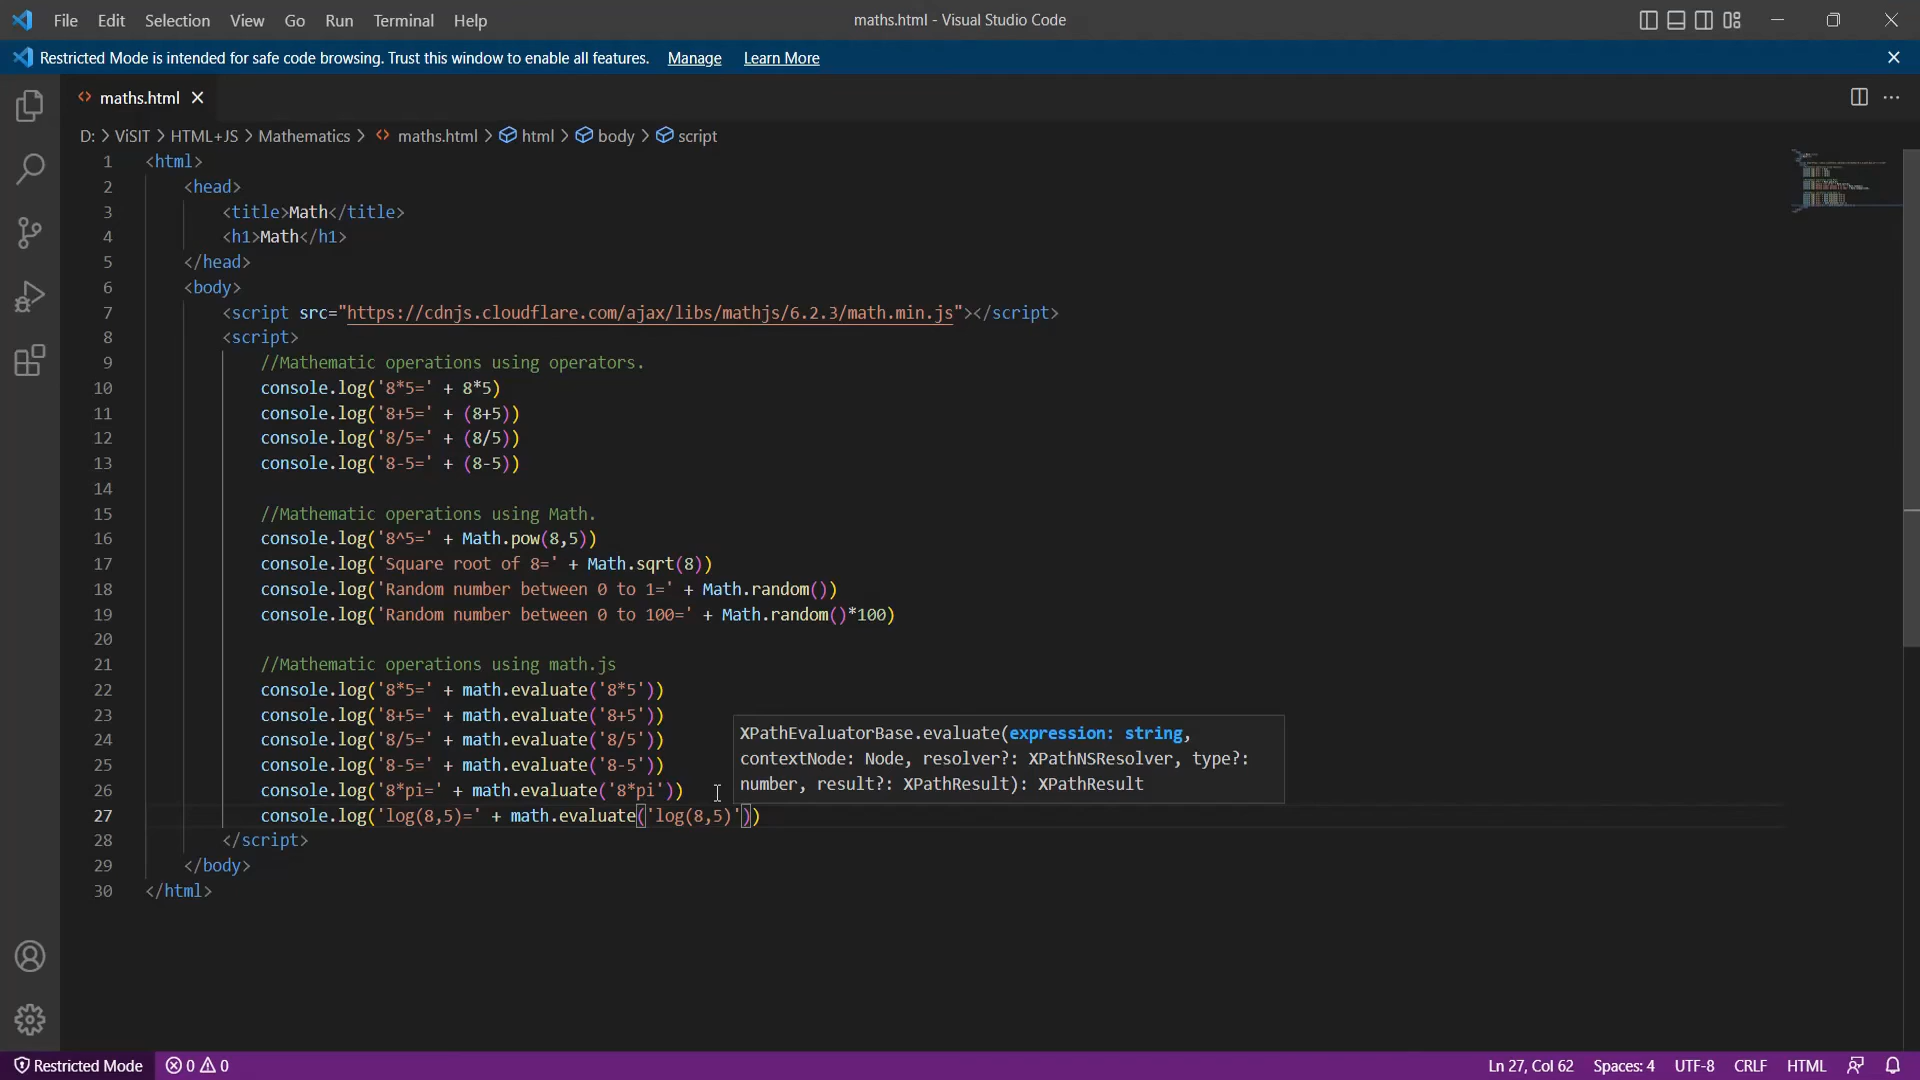 File Edit Selection View Go Run Terminal Help maths.html - Visual Studio Code
Restricted Mode is intended for safe code browsing. Trust this window to enable all features. Manage Learn More
maths.html
D: > ViSIT > HTML+JS > Mathematics > maths.html > html > body > script
1 <html>
2 <head>
3 <title>Math</title>
4 <h1>Math</h1>
5 </head>
6 <body>
7 <script src="https://cdnjs.cloudflare.com/ajax/libs/mathjs/6.2.3/math.min.js"></script>
8 <script>
9 //Mathematic operations using operators.
10 console.log('8*5=' + 8*5)
11 console.log('8+5=' + (8+5))
12 console.log('8/5=' + (8/5))
13 console.log('8-5=' + (8-5))
14
15 //Mathematic operations using Math.
16 console.log('8^5=' + Math.pow(8,5))
17 console.log('Square root of 8=' + Math.sqrt(8))
18 console.log('Random number between 0 to 1=' + Math.random())
19 console.log('Random number between 0 to 100=' + Math.random()*100)
20
21 //Mathematic operations using math.js
22 console.log('8*5=' + math.evaluate('8*5'))
23 console.log('8+5=' + math.evaluate('8+5'))
24 console.log('8/5=' + math.evaluate('8/5'))
25 console.log('8-5=' + math.evaluate('8-5'))
26 console.log('8*pi=' + math.evaluate('8*pi'))
27 console.log('log(8,5)=' + math.evaluate('log(8,5)'))
28 </script>
29 </body>
30 </html>
XPathEvaluatorBase.evaluate(expression: string,
contextNode: Node, resolver?: XPathNSResolver, type?:
number, result?: XPathResult): XPathResult
Restricted Mode 0 0 Ln 27, Col 62 Spaces: 4 UTF-8 CRLF HTML